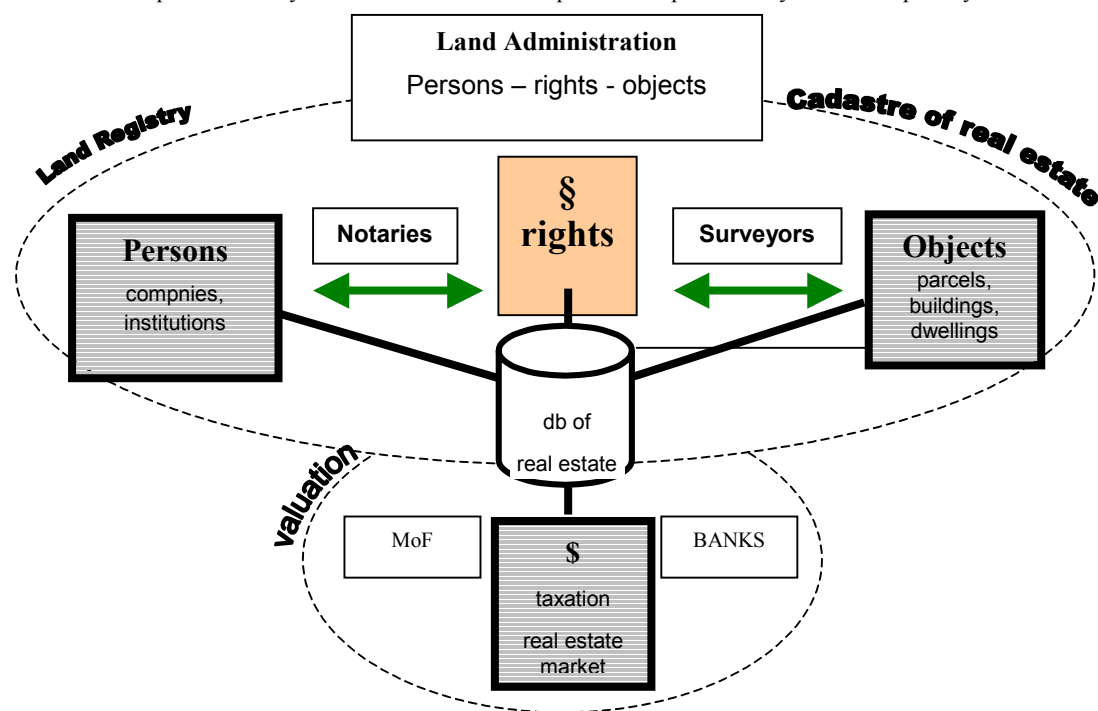 Land Administration
Persons – rights - objects
Land Registry
Cadastre of real estate
§
rights
Notaries
Surveyors
Persons
compnies,
institutions
Objects
parcels,
buildings,
dwellings
db of
real estate
valuation
MoF
$
BANKS
taxation
real estate
market